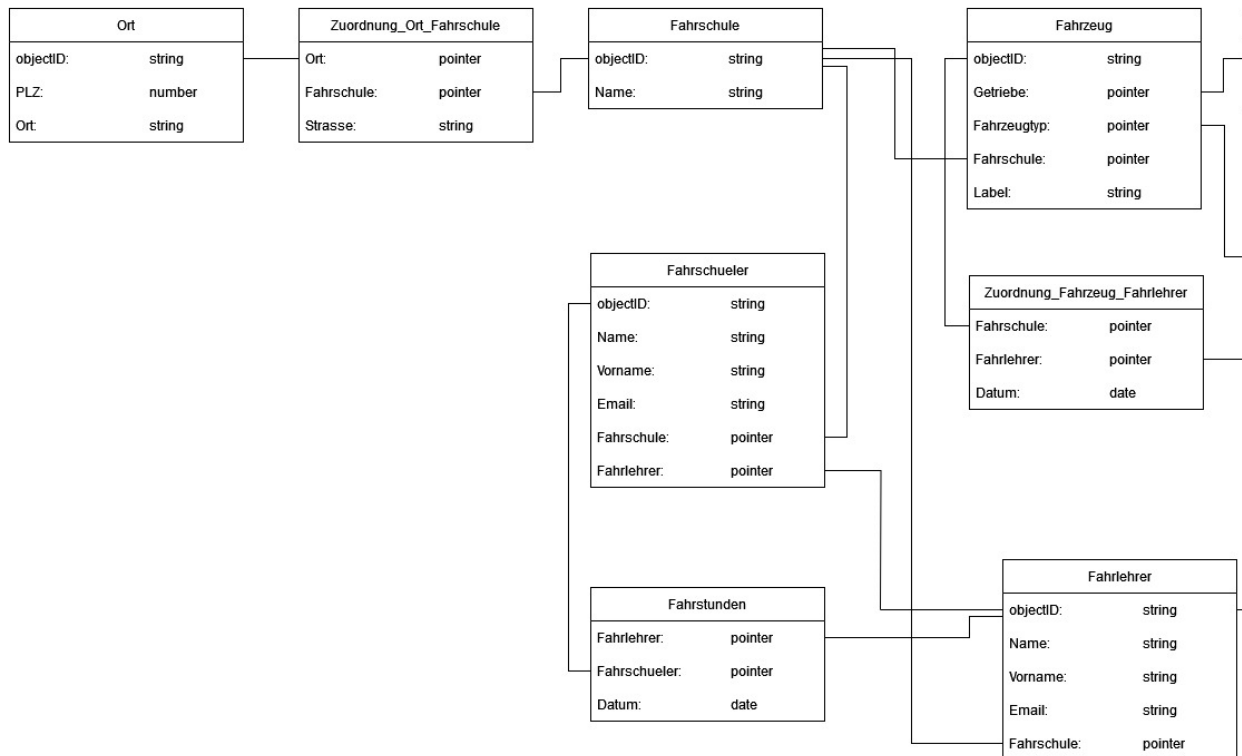 Ort
objectID: string
PLZ: number
Ort: string
Zuordnung_Ort_Fahrschule
Ort: pointer
Fahrschule: pointer
Strasse: string
Fahrschule
objectID: string
Name: string
Fahrzeug
objectID: string
Getriebe: pointer
Fahrzeugtyp: pointer
Fahrschule: pointer
Label: string
Fahrschueler
objectID: string
Name: string
Vorname: string
Email: string
Fahrschule: pointer
Fahrlehrer: pointer
Zuordnung_Fahrzeug_Fahrlehrer
Fahrschule: pointer
Fahrlehrer: pointer
Datum: date
Fahrstunden
Fahrlehrer: pointer
Fahrschueler: pointer
Datum: date
Fahrlehrer
objectID: string
Name: string
Vorname: string
Email: string
Fahrschule: pointer